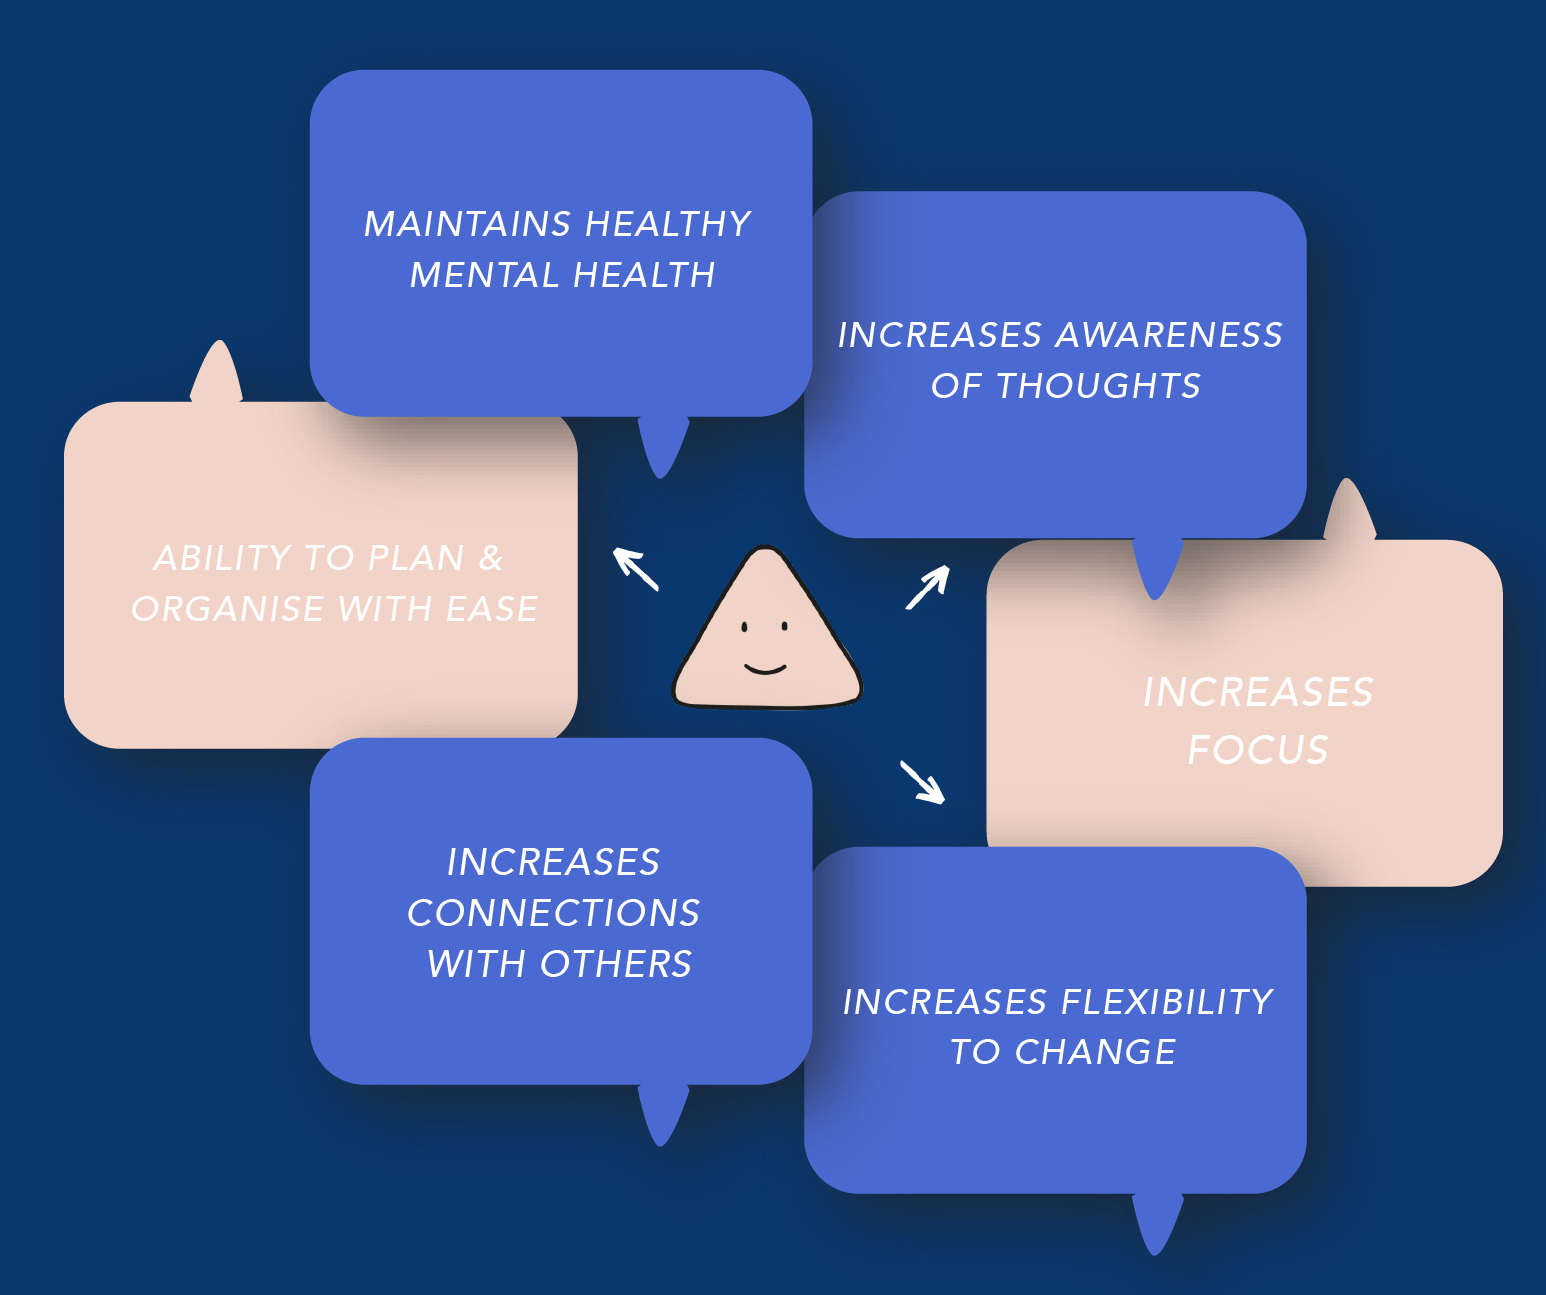 MAINTAINS HEALTHY
MENTAL HEALTH
INCREASES AWARENESS
OF THOUGHTS
ABILITY TO PLAN &
ORGANISE WITH EASE
INCREASES
FOCUS
INCREASES
CONNECTIONS
WITH OTHERS
INCREASES FLEXIBILITY
TO CHANGE